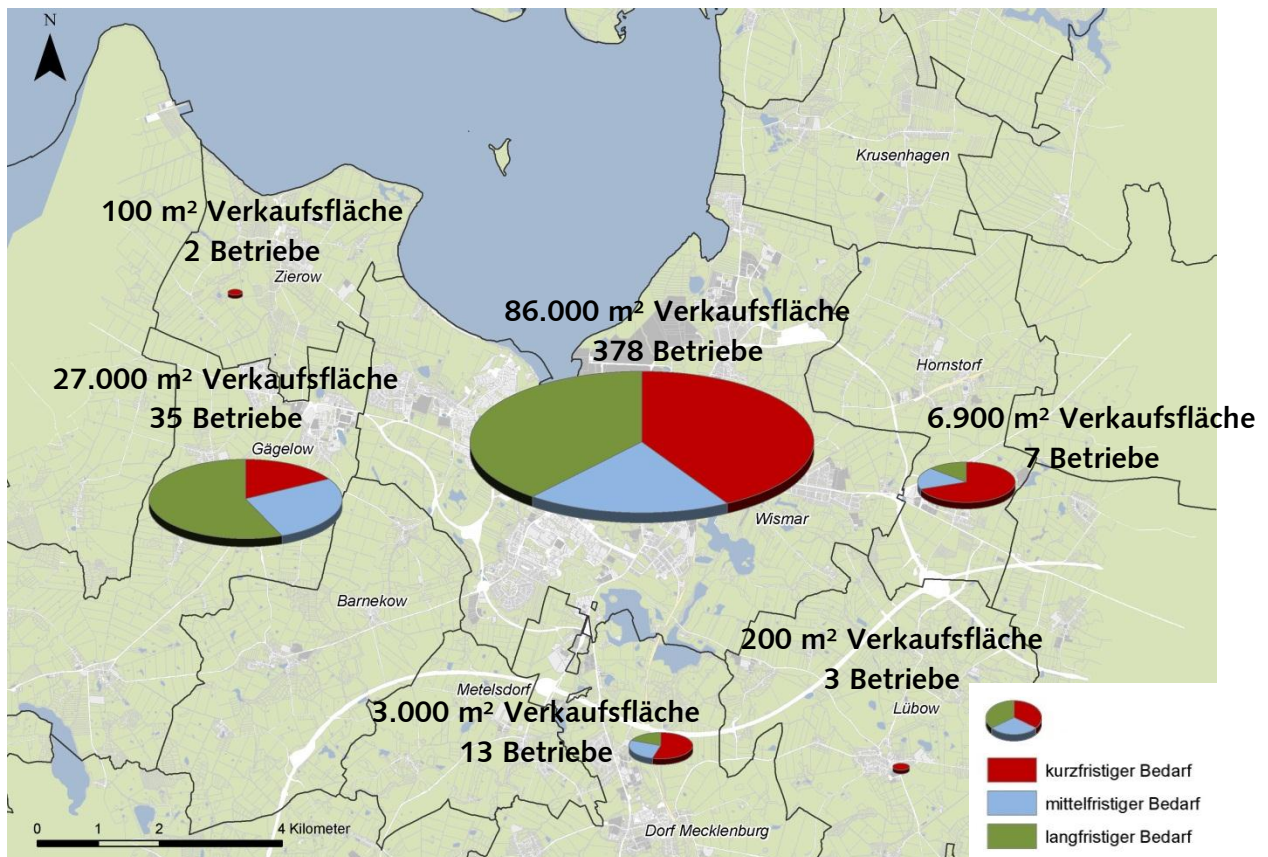 N
Krusenhagen
100 m² Verkaufsfläche
2 Betriebe
Zierow
86.000 m² Verkaufsfläche
378 Betriebe
Hornstorf
27.000 m² Verkaufsfläche
35 Betriebe
Gägelow
6.900 m² Verkaufsfläche
7 Betriebe
Wismar
Barnekow
200 m² Verkaufsfläche
3 Betriebe
Lübow
Metelsdorf
3.000 m² Verkaufsfläche
13 Betriebe
Dorf Mecklenburg
0 1 2 4 Kilometer
kurzfristiger Bedarf
mittelfristiger Bedarf
langfristiger Bedarf